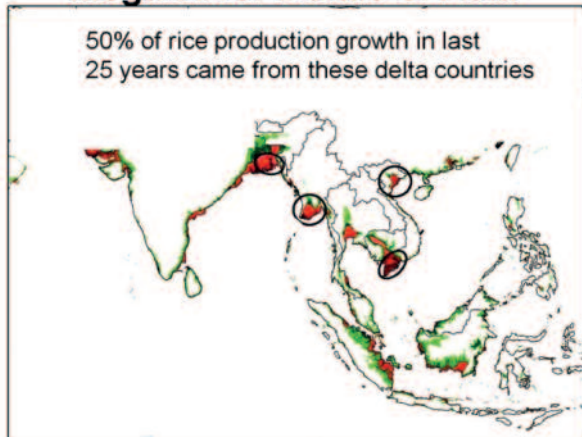 50% of rice production growth in last
25 years came from these delta countries